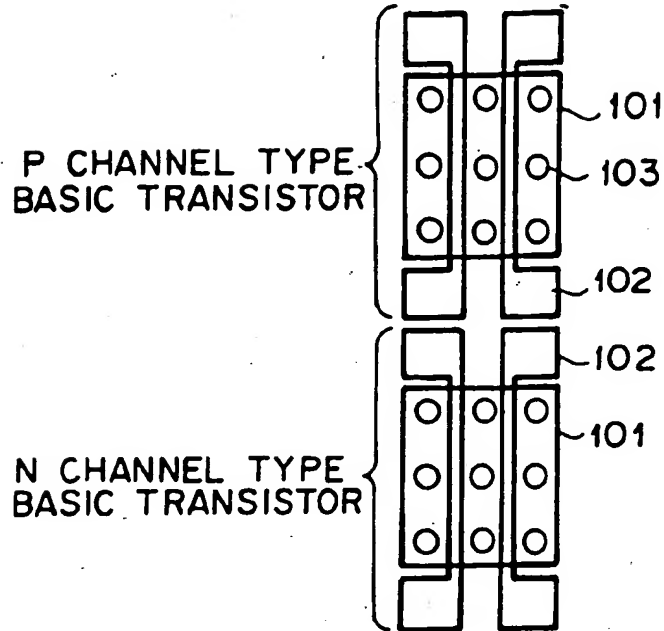 101
P CHANNEL TYPE
BASIC TRANSISTOR
103
102
102
101
N CHANNEL TYPE
BASIC TRANSISTOR